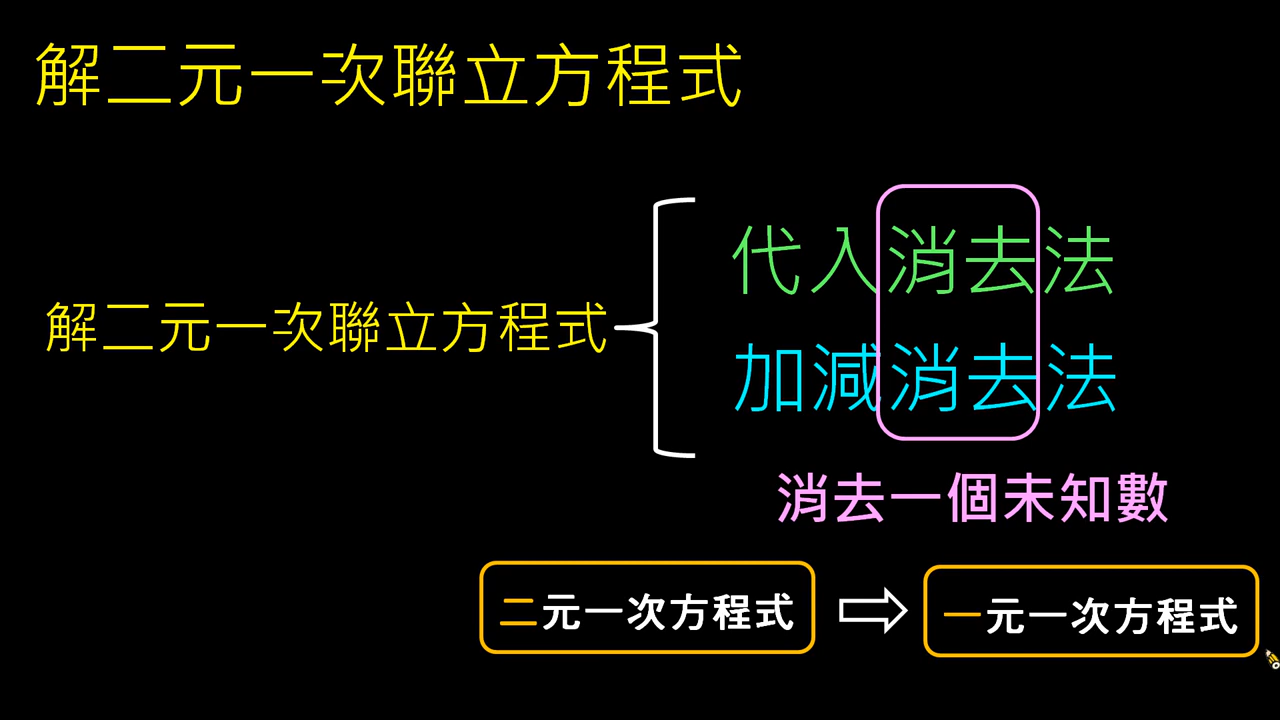 解二元一次聯立方程式
解二元一次聯立方程式
代入消去法
加減消去法
消去一個未知數
二元一次方程式
一元一次方程式